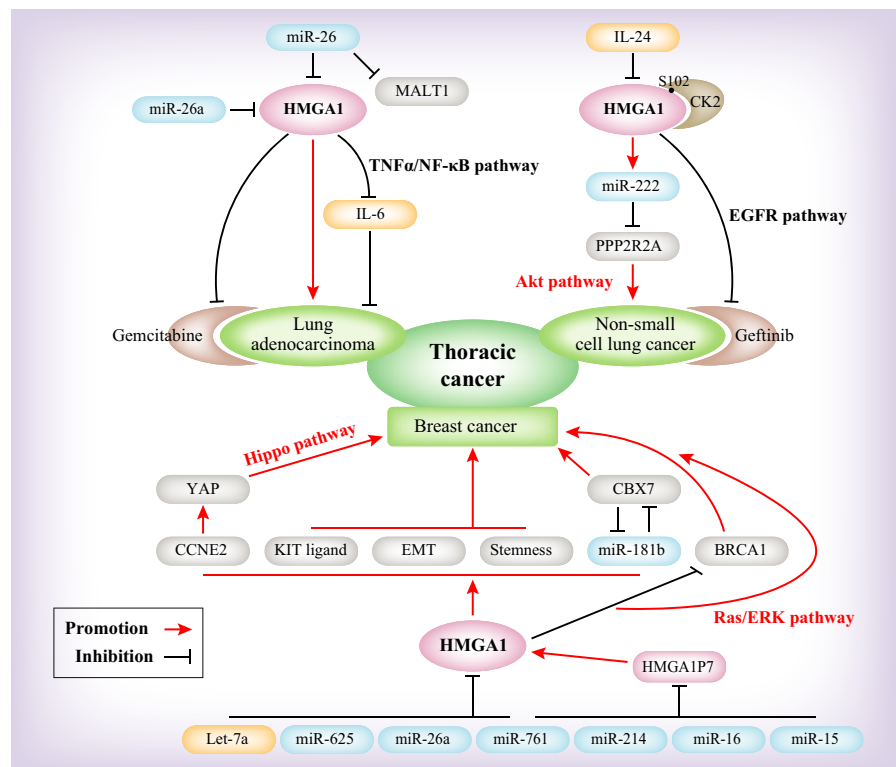 miR-26
MALT1
miR-26a
HMGA1
TNFα/NF-κB pathway
IL-6
Gemcitabine
Lung
adenocarcinoma
IL-24
S102
CK2
HMGA1
miR-222
EGFR pathway
PPP2R2A
Akt pathway
Non-small
cell lung cancer
Geftinib
Thoracic
cancer
Breast cancer
Hippo pathway
YAP
CBX7
CCNE2
KIT ligand
EMT
Stemness
miR-181b
BRCA1
Ras/ERK pathway
Promotion
Inhibition
HMGA1
HMGA1P7
Let-7a
miR-625
miR-26a
miR-761
miR-214
miR-16
miR-15